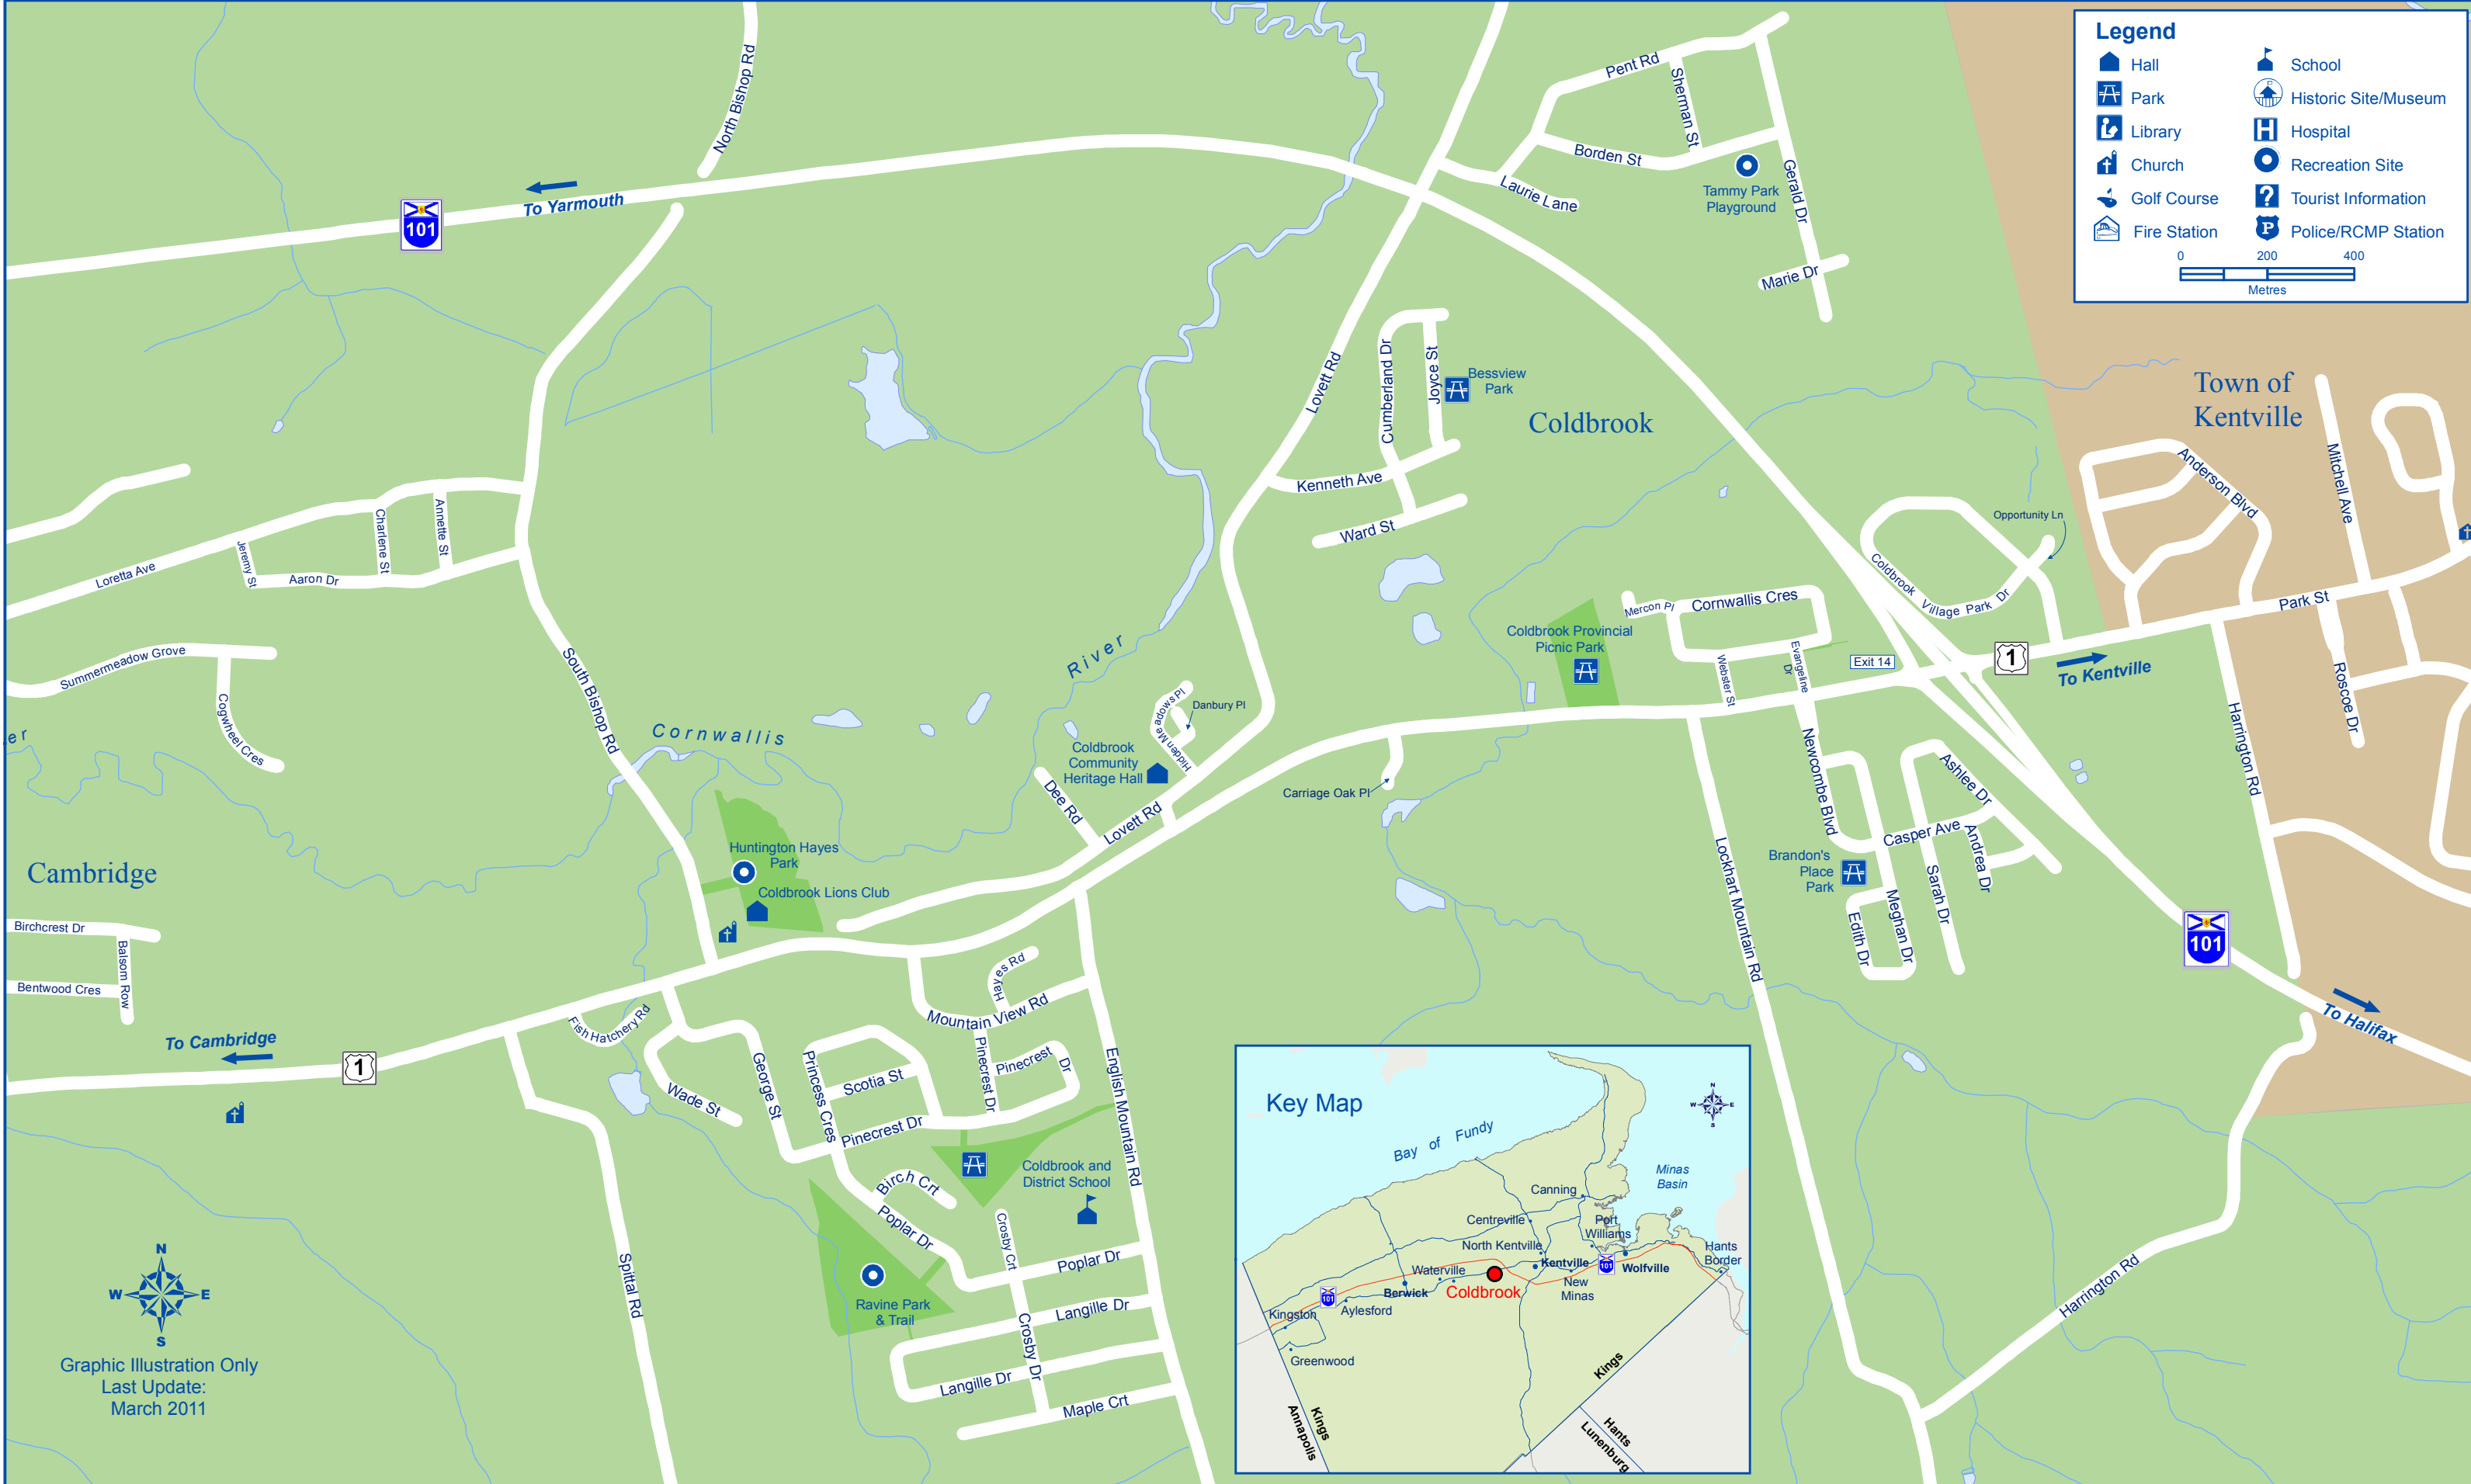 North Bishop Rd
To Yarmouth
101
Pent Rd
Sherman St
Borden St
Laurie Lane
Tammy Park
Playground
Gerald Dr
Marie Dr
Legend
Hall
Park
Library
Church
Golf Course
Fire Station
School
Historic Site/Museum
Hospital
Recreation Site
Tourist Information
Police/RCMP Station
0 200 400
Metres
Lovett Rd
Cumberland Dr
Joyce St
Bessview
Park
Kenneth Ave
Ward St
Coldbrook
Town of
Kentville
Anderson Blvd
Mitchell Ave
Opportunity Ln
Coldbrook Village Park Dr
Park St
Roscoe Dr
Harrington Rd
1
To Kentville
Exit 14
Loretta Ave
Jeremy St
Aaron Dr
Charlene St
Annette St
Summermeadow Grove
Cogwheel Cres
South Bishop Rd
er
Cornwallis
River
Coldbrook Provincial
Picnic Park
Mercon Pl
Cornwallis Cres
Webster St
Evangeline
Dr
Hidden Meadows Pl
Danbury Pl
Coldbrook
Community
Heritage Hall
Dee Rd
Lovett Rd
Carriage Oak Pl
Newcombe Blvd
Ashlee Dr
Casper Ave
Andrea Dr
Sarah Dr
Meghan Dr
Edith Dr
Brandon's
Place
Park
Lockhart Mountain Rd
101
To Halifax
Cambridge
Birchcrest Dr
Balsom Row
Bentwood Cres
To Cambridge
1
Huntington Hayes
Park
Coldbrook Lions Club
Fish Hatchery Rd
Wade St
George St
Princess Cres
Scotia St
Pinecrest Dr
Hayes Rd
Mountain View Rd
Pinecrest Dr
Pinecrest Dr
English Mountain Rd
Birch Crt
Poplar Dr
Coldbrook and
District School
Crosby Crt
Poplar Dr
Langille Dr
Crosby Dr
Langille Dr
Maple Crt
Ravine Park
& Trail
Spittal Rd
Harrington Rd
N
W E
S
Graphic Illustration Only
Last Update:
March 2011
Key Map
N
W E
S
Bay of Fundy
Minas
Basin
Canning
Centreville
Port
Williams
North Kentville
Kentville
101
Wolfville
Hants
Border
Waterville
Berwick
Coldbrook
New
Minas
101
Kingston
Aylesford
Greenwood
Kings
Annapolis
Kings
Hants
Lunenburg